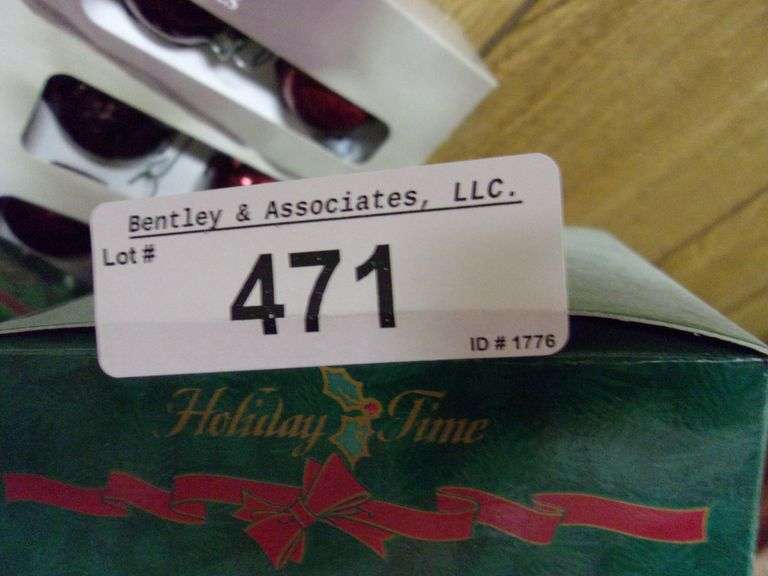 Bentley & Associates, LLC.
Lot #
471
ID # 1776
Holiday Time